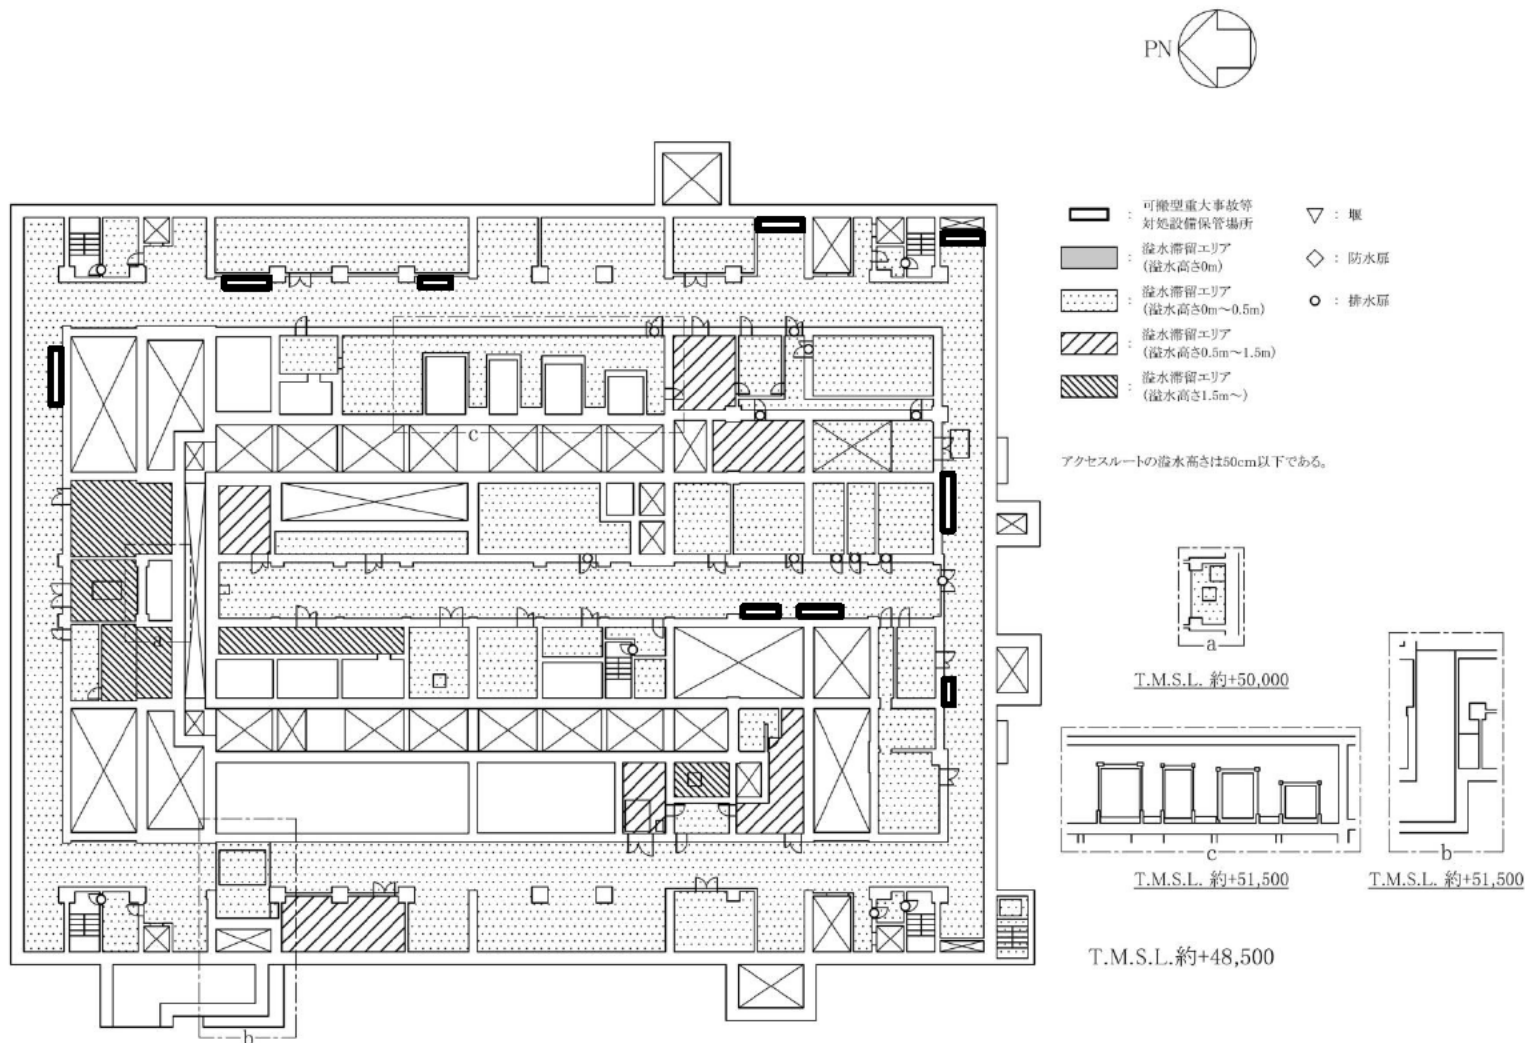 PN
: 可搬型重大事故等
対処設備保管場所
: 溢水滞留エリア
(溢水高さ0m)
: 溢水滞留エリア
(溢水高さ0m～0.5m)
: 溢水滞留エリア
(溢水高さ0.5m～1.5m)
: 溢水滞留エリア
(溢水高さ1.5m～)
: 堰
: 防水扉
: 排水扉
アクセスルートの溢水高さは50cm以下である。
c
a
b
a
T.M.S.L. 約+50,000
c
T.M.S.L. 約+51,500
b
T.M.S.L. 約+51,500
T.M.S.L.約+48,500